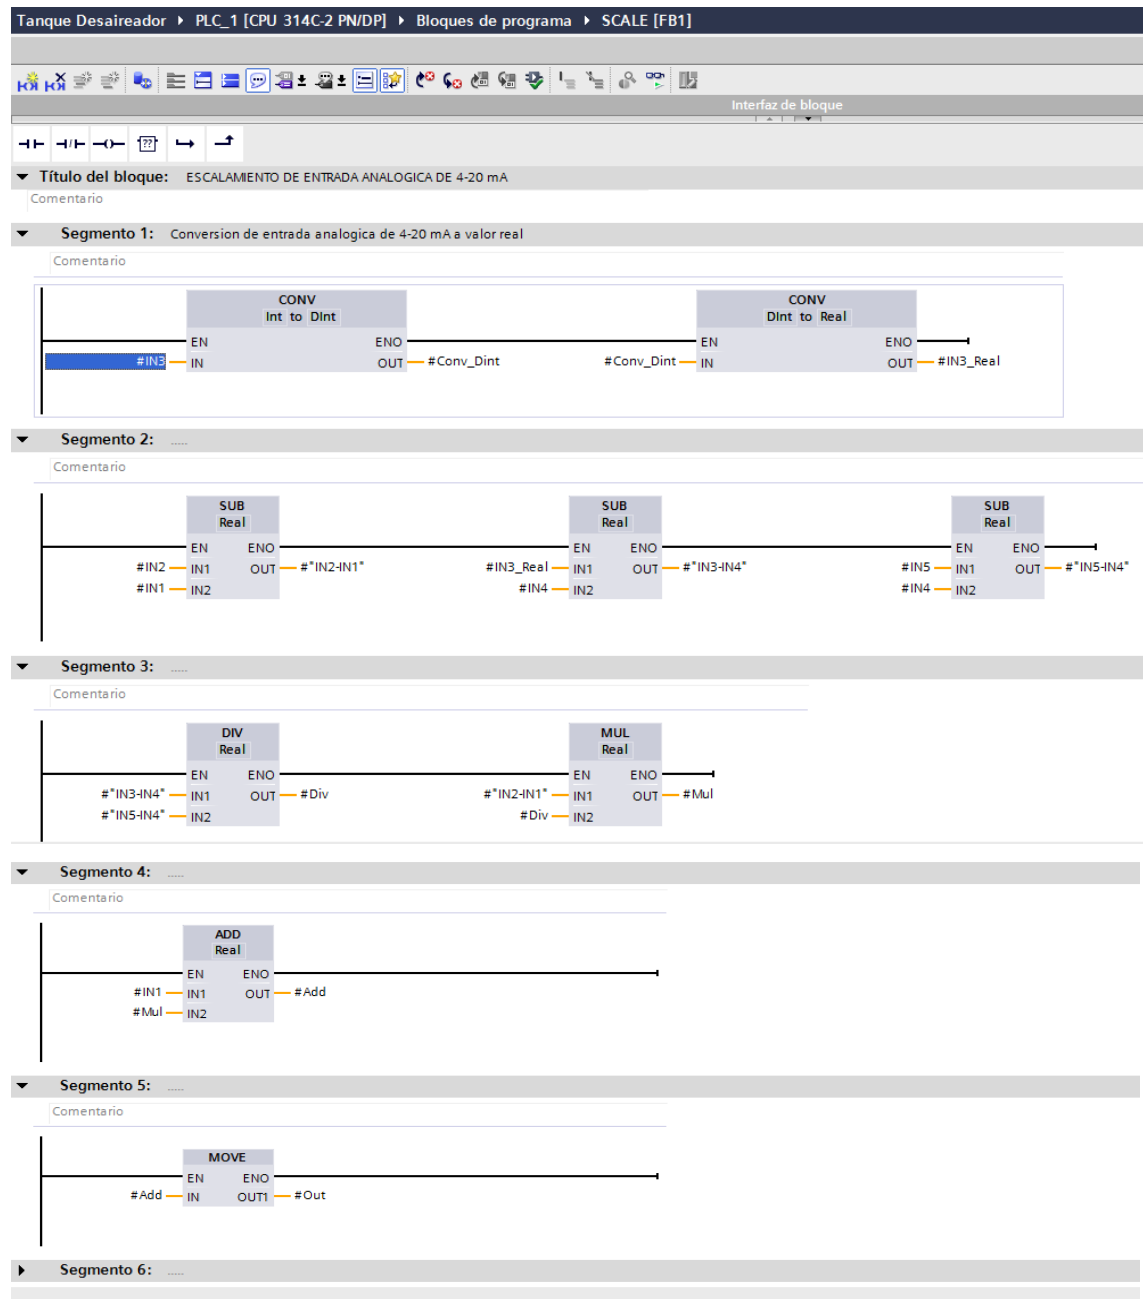 Tanque Desaireador ▸ PLC_1 [CPU 314C-2 PN/DP] ▸ Bloques de programa ▸ SCALE [FB1]
Interfaz de bloque
??
Título del bloque: ESCALAMIENTO DE ENTRADA ANALOGICA DE 4-20 mA
Comentario
Segmento 1: Conversion de entrada analogica de 4-20 mA a valor real
Comentario
CONV CONV
Int to DInt DInt to Real
EN ENO EN ENO
#IN3 IN OUT #Conv_Dint #Conv_Dint IN OUT #IN3_Real
Segmento 2: .....
Comentario
SUB SUB SUB
Real Real Real
EN ENO EN ENO EN ENO
#IN2 IN1 OUT #"IN2-IN1" #IN3_Real IN1 OUT #"IN3-IN4" #IN5 IN1 OUT #"IN5-IN4"
#IN1 IN2 #IN4 IN2 #IN4 IN2
Segmento 3: .....
Comentario
DIV MUL
Real Real
EN ENO EN ENO
#"IN3-IN4" IN1 OUT #Div #"IN2-IN1" IN1 OUT #Mul
#"IN5-IN4" IN2 #Div IN2
Segmento 4: .....
Comentario
ADD
Real
EN ENO
#IN1 IN1 OUT #Add
#Mul IN2
Segmento 5: .....
Comentario
MOVE
EN ENO
#Add IN OUT1 #Out
Segmento 6: .....